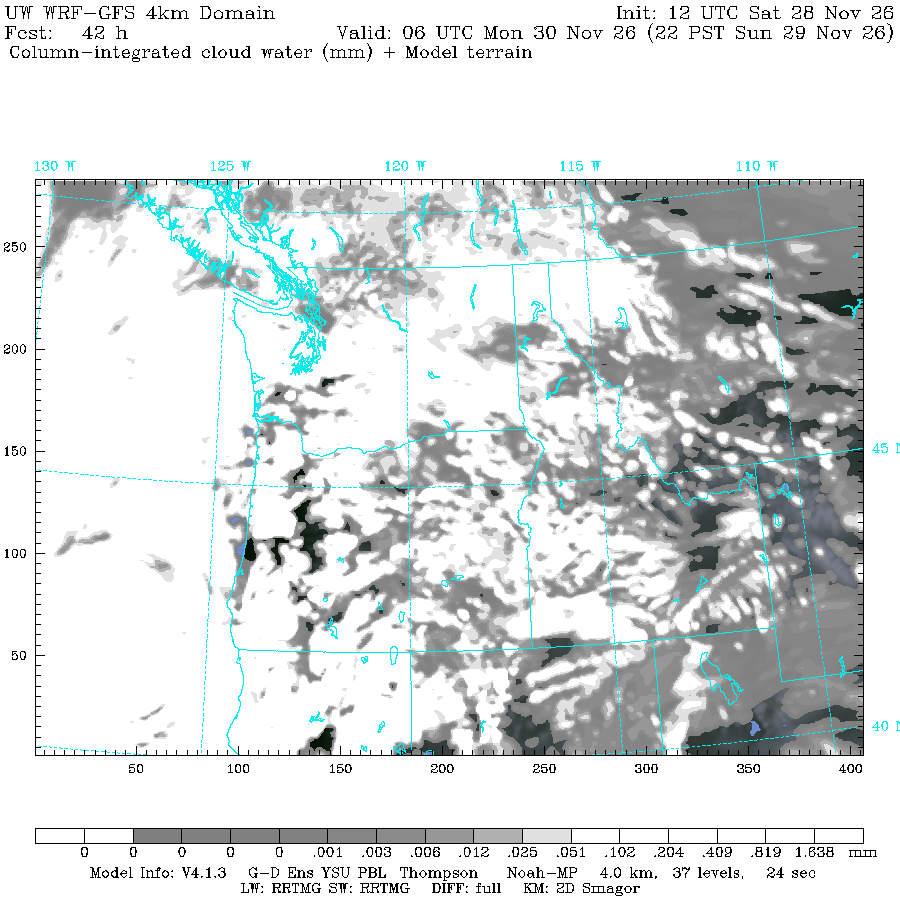 UW WRF-GFS 4km Domain Init: 12 UTC Sat 28 Nov 26
Fcst: 42 h Valid: 06 UTC Mon 30 Nov 26 (22 PST Sun 29 Nov 26)
Column-integrated cloud water (mm) + Model terrain
130 W 125 W 120 W 115 W 110 W
250
200
150 45 N
100
50
40 N
50 100 150 200 250 300 350 400
0 0 0 0 .001 .003 .006 .012 .025 .051 .102 .204 .409 .819 1.638 mm
Model Info: V4.1.3 G-D Ens YSU PBL Thompson Noah-MP 4.0 km, 37 levels, 24 sec
LW: RRTMG SW: RRTMG DIFF: full KM: 2D Smagor